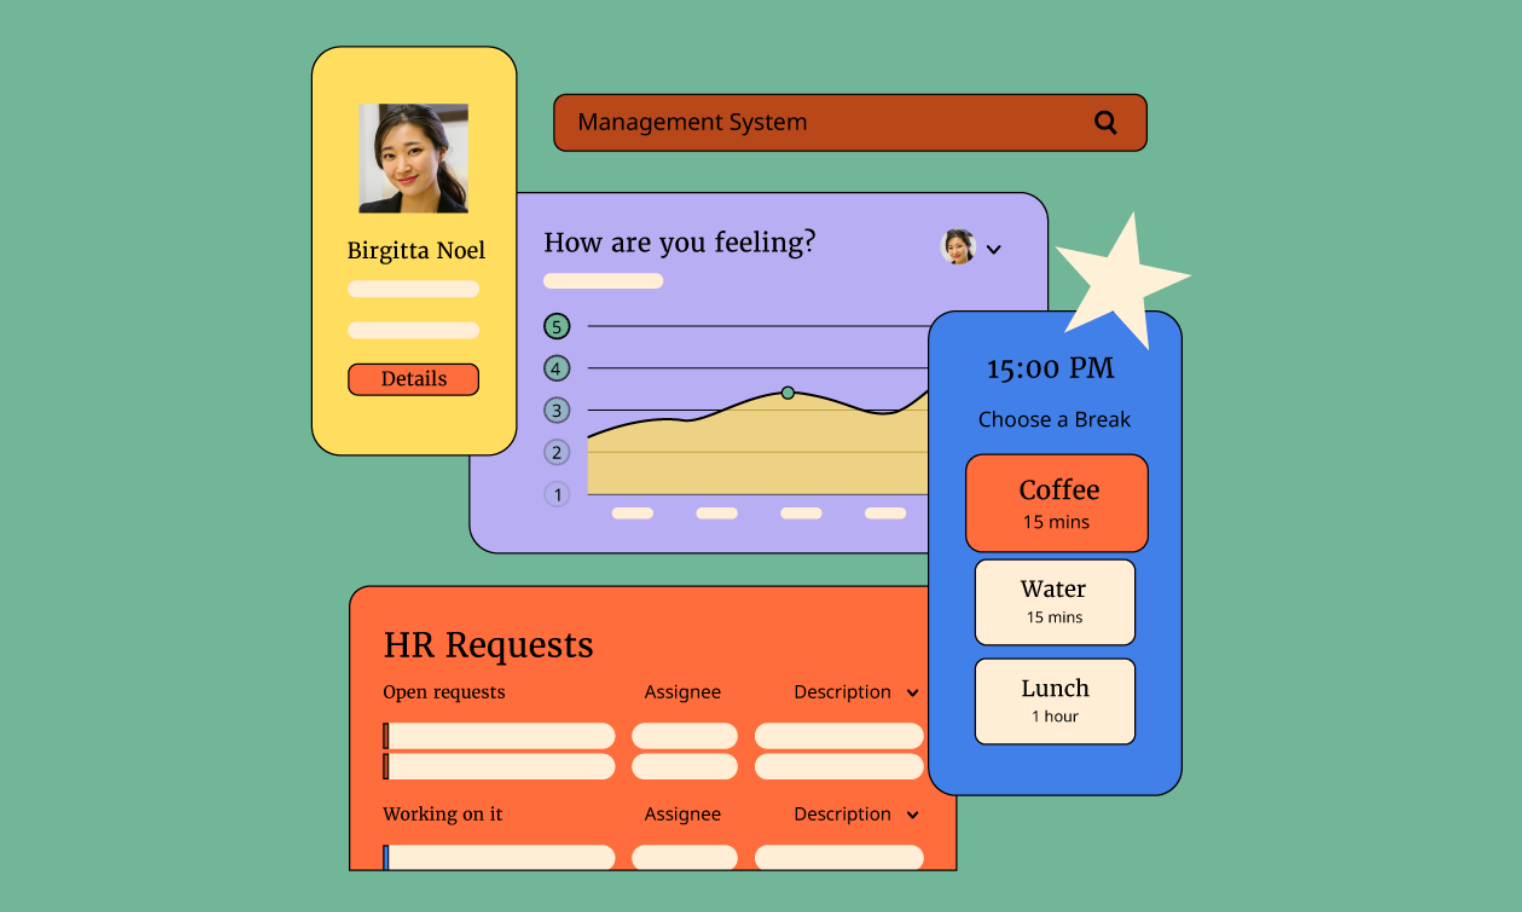 Birgitta Noel
Details
Management System
How are you feeling?
5
4
3
2
1
15:00 PM
Choose a Break
Coffee
15 mins
Water
15 mins
Lunch
1 hour
HR Requests
Open requests Assignee Description
Working on it Assignee Description